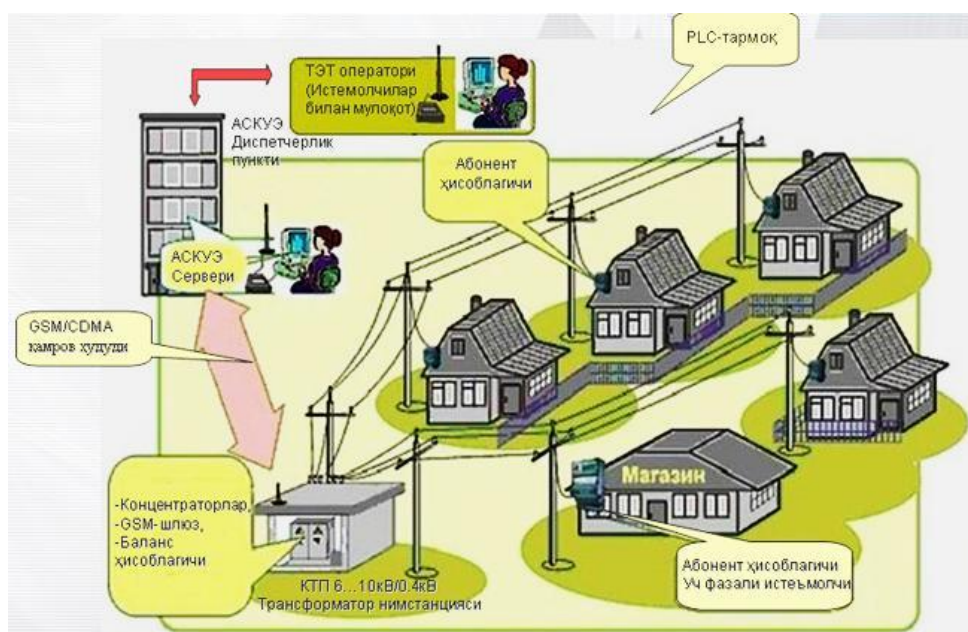 PLC-тармоқ
ТЭТ оператори
(Истемолчилар
билан мулоқот)
АСКУЭ
Диспетчерлик
пункти
Абонент
ҳисоблагичи
АСКУЭ
Сервери
GSM/CDMA
қамров ҳудуди
Магазин
-Концентраторлар,
-GSM-шлюз,
-Баланс
ҳисоблагичи
Абонент ҳисоблагичи
Уч фазали истеъмолчи
КТП 6...10кВ/0.4кВ
Трансформатор нимстанцияси